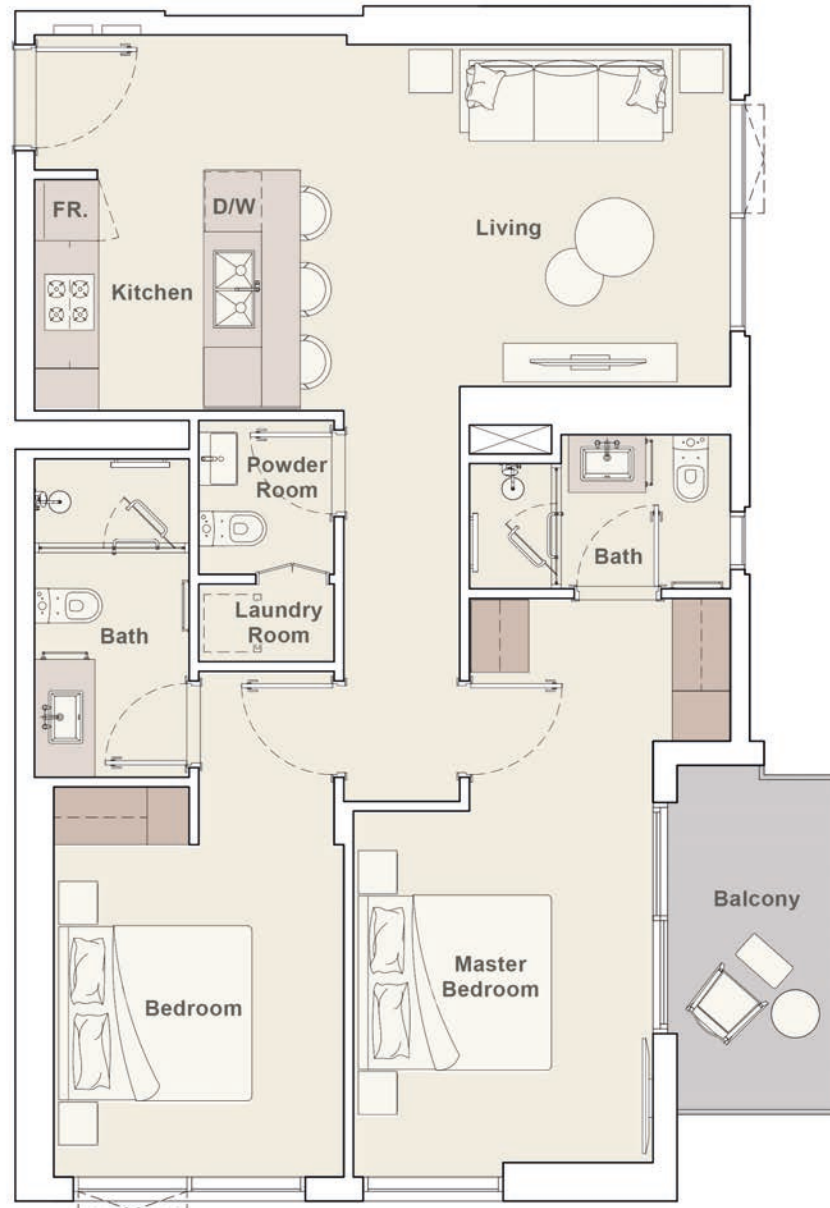 FR.
D/W
Living
Kitchen
Powder
Room
Bath
Laundry
Room
Bath
Balcony
Master
Bedroom
Bedroom